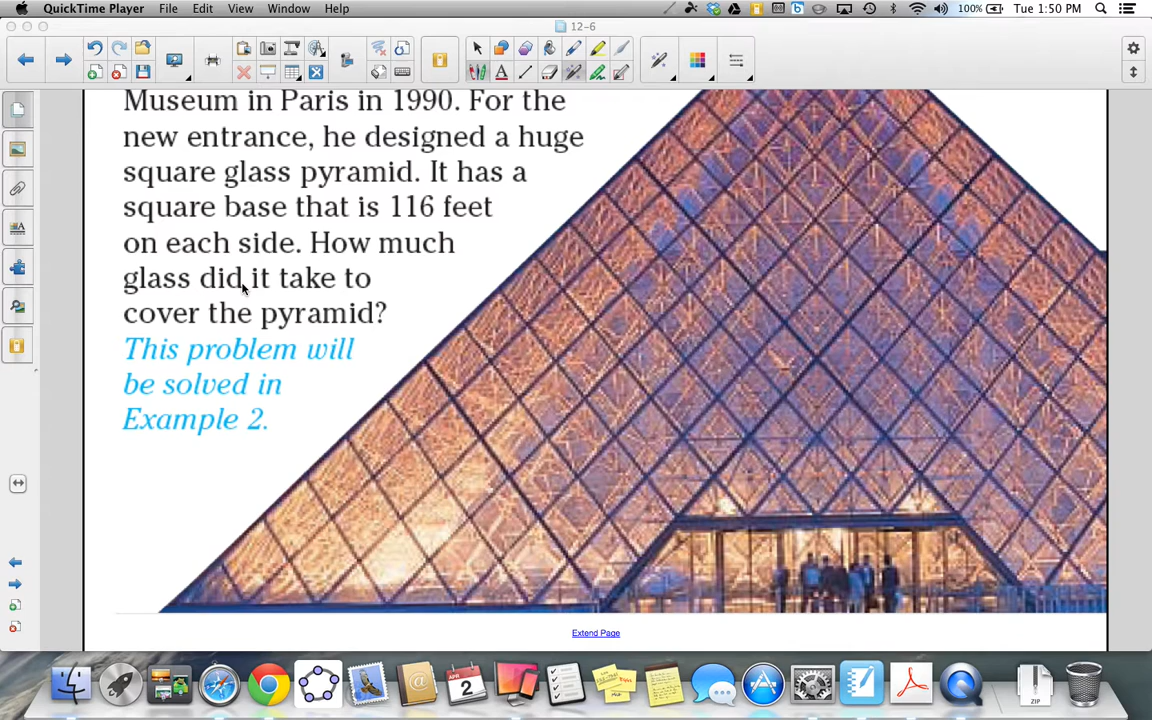 QuickTime Player File Edit View Window Help 100% Tue 1:50 PM
12-6
Museum in Paris in 1990. For the
new entrance, he designed a huge
square glass pyramid. It has a
square base that is 116 feet
on each side. How much
glass did it take to
cover the pyramid?
This problem will
be solved in
Example 2.
Extend Page
APR
2
ZIP